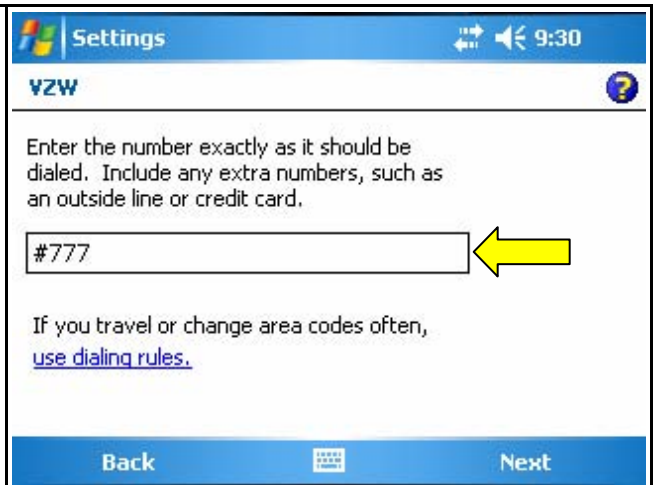 Settings 9:30
VZW ?
Enter the number exactly as it should be
dialed. Include any extra numbers, such as
an outside line or credit card.
#777
If you travel or change area codes often,
use dialing rules.
Back Next